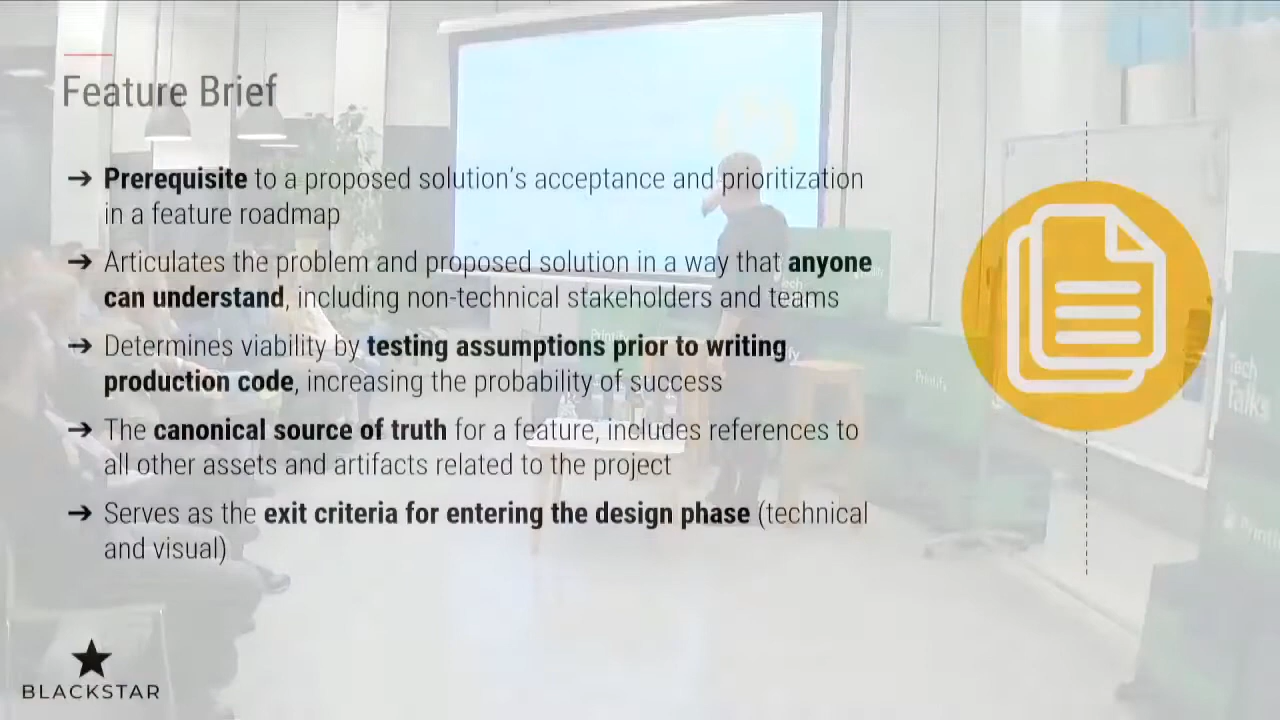 Feature Brief
➔ Prerequisite to a proposed solution's acceptance and prioritization
in a feature roadmap
➔ Articulates the problem and proposed solution in a way that anyone
can understand, including non-technical stakeholders and teams
➔ Determines viability by testing assumptions prior to writing
production code, increasing the probability of success
➔ The canonical source of truth for a feature, includes references to
all other assets and artifacts related to the project
➔ Serves as the exit criteria for entering the design phase (technical
and visual)
Printify
Tech
Talks
Printify
BLACKSTAR